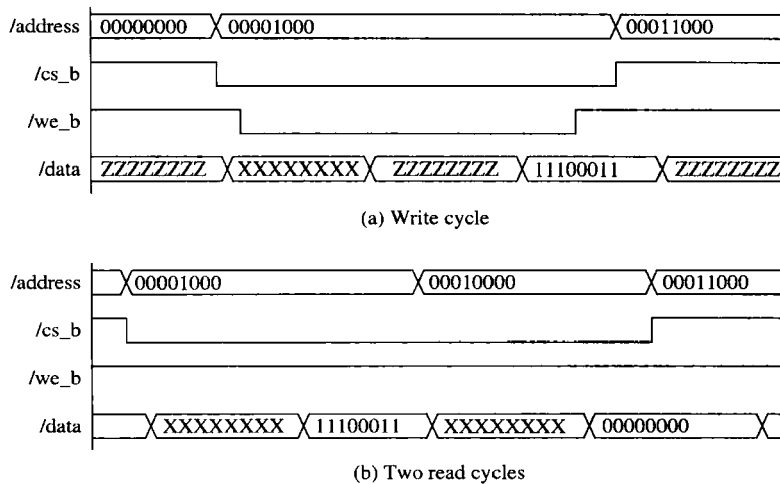 /address 00000000 00001000 00011000
/cs_b
/we_b
/data ZZZZZZZZ XXXXXXXX ZZZZZZZZ 11100011 ZZZZZZZZ
(a) Write cycle
/address 00001000 00010000 00011000
/cs_b
/we_b
/data XXXXXXXX 11100011 XXXXXXXX 00000000
(b) Two read cycles